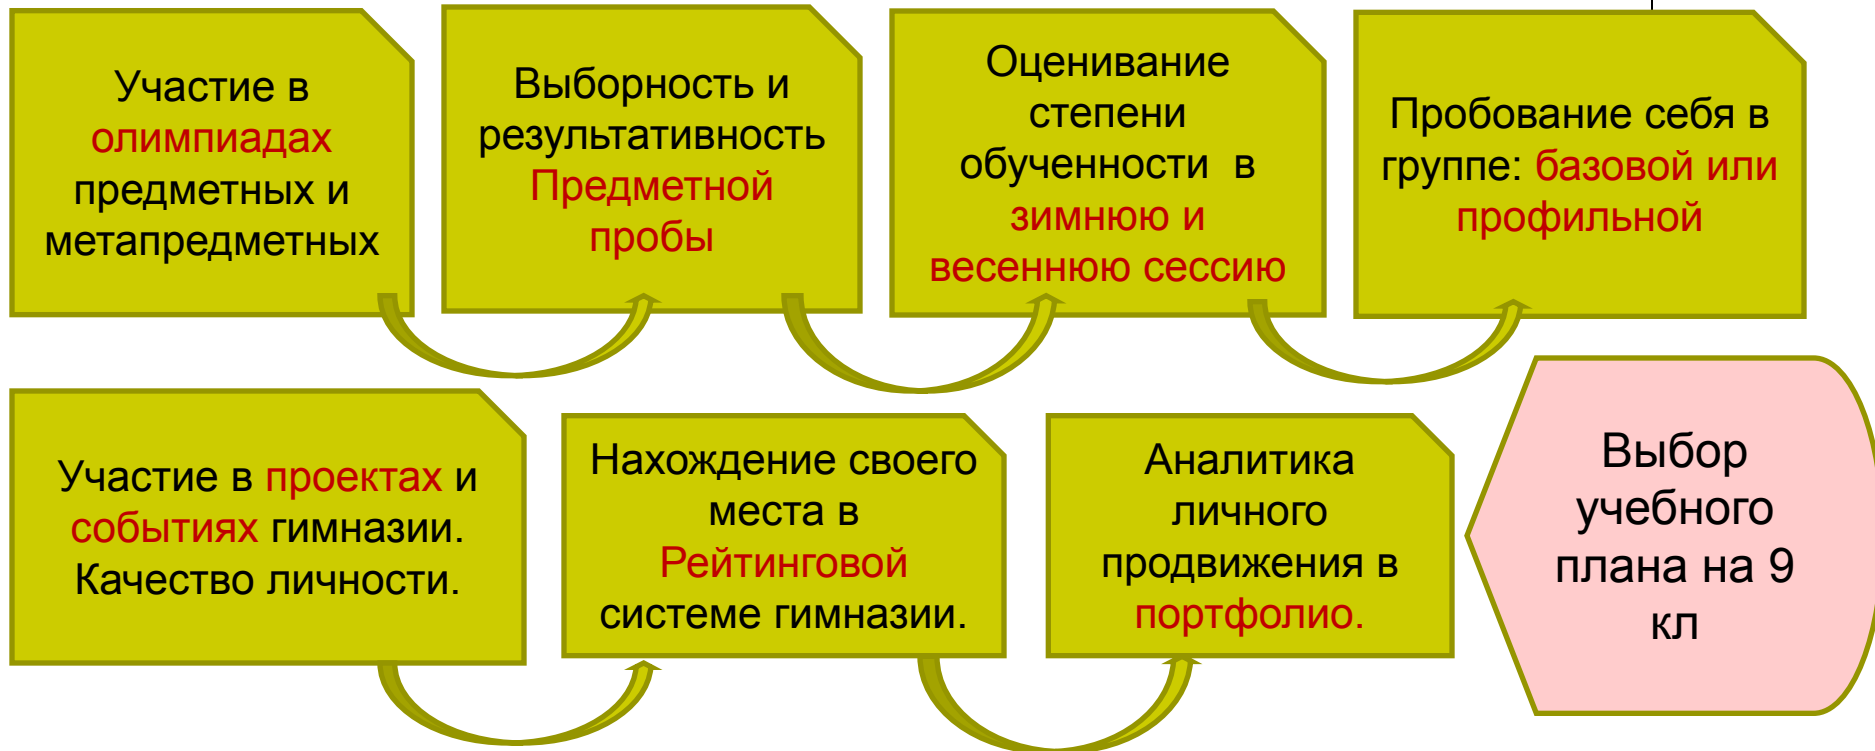 Участие в
олимпиадах
предметных и
метапредметных
Выборность и
результативность
Предметной
пробы
Оценивание
степени
обученности в
зимнюю и
весеннюю сессию
Пробование себя в
группе: базовой или
профильной
Участие в проектах и
событиях гимназии.
Качество личности.
Нахождение своего
места в
Рейтинговой
системе гимназии.
Аналитика
личного
продвижения в
портфолио.
Выбор
учебного
плана на 9
кл